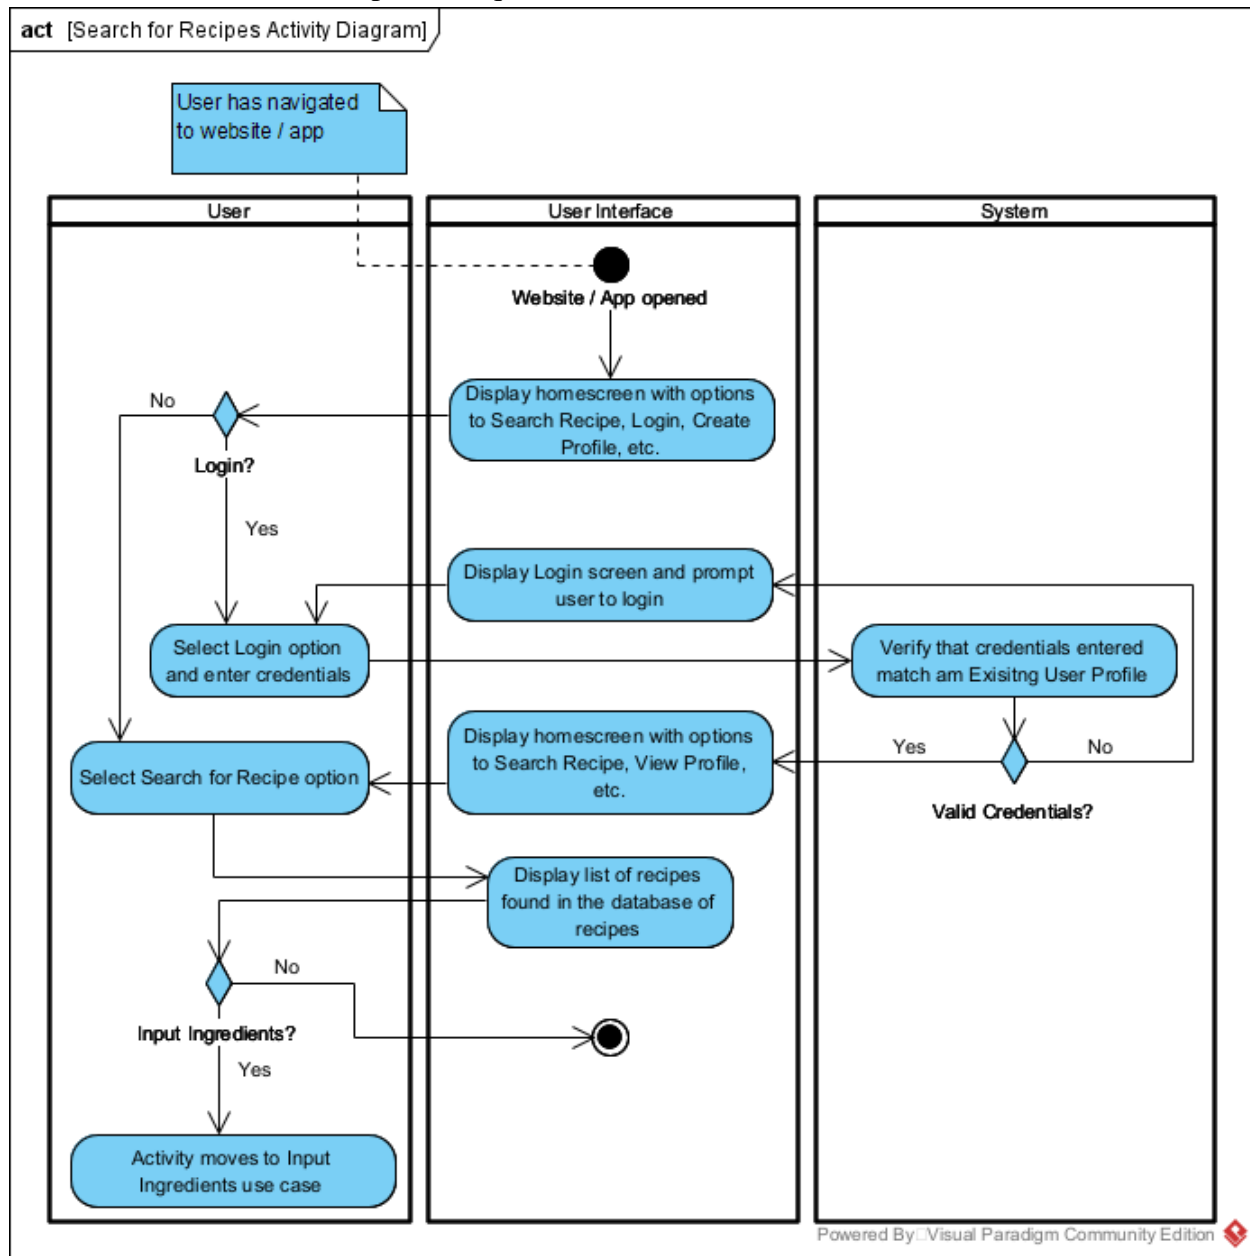 act [Search for Recipes Activity Diagram]
User has navigated
to website / app
User
User Interface
System
Website / App opened
Display homescreen with options
to Search Recipe, Login, Create
Profile, etc.
No
Login?
Yes
Display Login screen and prompt
user to login
Select Login option
and enter credentials
Verify that credentials entered
match am Exisitng User Profile
Display homescreen with options
to Search Recipe, View Profile,
etc.
Yes
No
Valid Credentials?
Select Search for Recipe option
Display list of recipes
found in the database of
recipes
No
Input Ingredients?
Yes
Activity moves to Input
Ingredients use case
Powered By□Visual Paradigm Community Edition